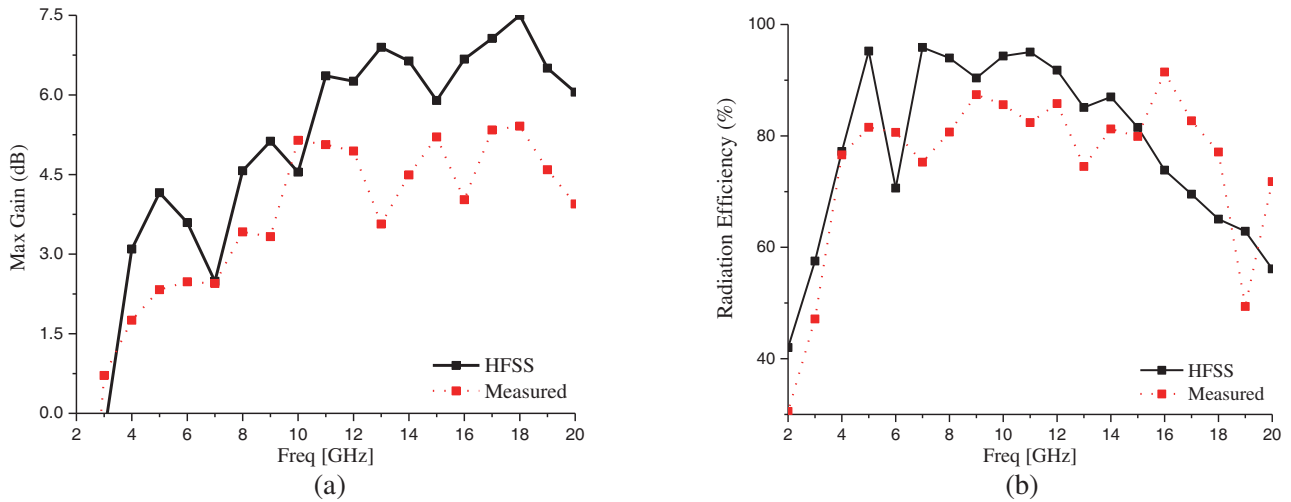 7.5
6.0
4.5
3.0
1.5
0.0
Max Gain (dB)
HFSS
Measured
2 4 6 8 10 12 14 16 18 20
Freq [GHz]
(a)
100
80
60
40
Radiation Efficiency (%)
HFSS
Measured
2 4 6 8 10 12 14 16 18 20
Freq [GHz]
(b)